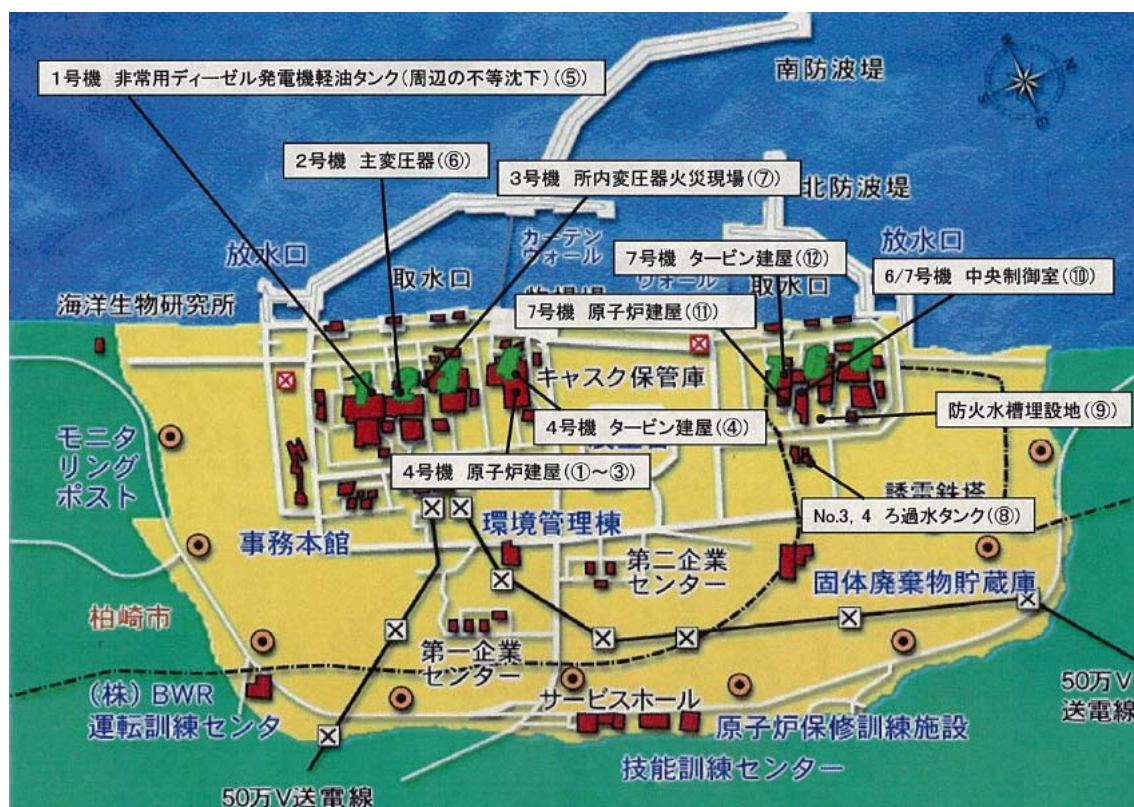 南防波堤
1号機 非常用ディーゼル発電機軽油タンク(周辺の不等沈下)(⑤)
2号機 主変圧器(⑥)
3号機 所内変圧器火災現場(⑦)
北防波堤
放水口
カーテン
ウォール
放水口
7号機 タービン建屋(⑫)
ウォール
6/7号機 中央制御室(⑩)
取水口
取水口
海洋生物研究所
7号機 原子炉建屋(⑪)
キャスク保管庫
防火水槽埋設地(⑨)
4号機 タービン建屋(④)
モニタ
リング
ポスト
4号機 原子炉建屋(①～③)
誘電鉄塔
No.3, 4 ろ過水タンク(⑧)
環境管理棟
事務本館
第二企業
センター
固体廃棄物貯蔵庫
柏崎市
第一企業
センター
(株)BWR
運転訓練センタ
サービスホール
原子炉保修訓練施設
50万V
送電線
技能訓練センター
50万V送電線
1
2
3
4
7
6
5
N
E
S